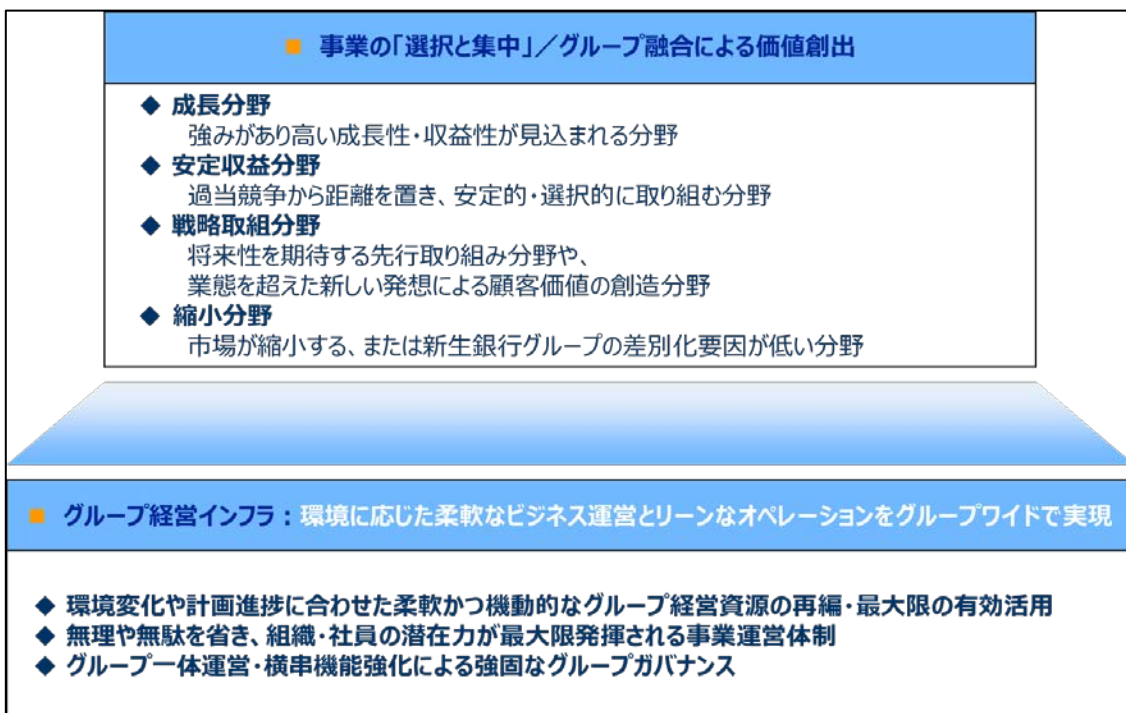 ■ 事業の「選択と集中」／グループ融合による価値創出
◆ 成長分野
強みがあり高い成長性・収益性が見込まれる分野
◆ 安定収益分野
過当競争から距離を置き、安定的・選択的に取り組む分野
◆ 戦略取組分野
将来性を期待する先行取り組み分野や、
業態を超えた新しい発想による顧客価値の創造分野
◆ 縮小分野
市場が縮小する、または新生銀行グループの差別化要因が低い分野
■ グループ経営インフラ：環境に応じた柔軟なビジネス運営とリーンなオペレーションをグループワイドで実現
◆ 環境変化や計画進捗に合わせた柔軟かつ機動的なグループ経営資源の再編・最大限の有効活用
◆ 無理や無駄を省き、組織・社員の潜在力が最大限発揮される事業運営体制
◆ グループ一体運営・横串機能強化による強固なグループガバナンス